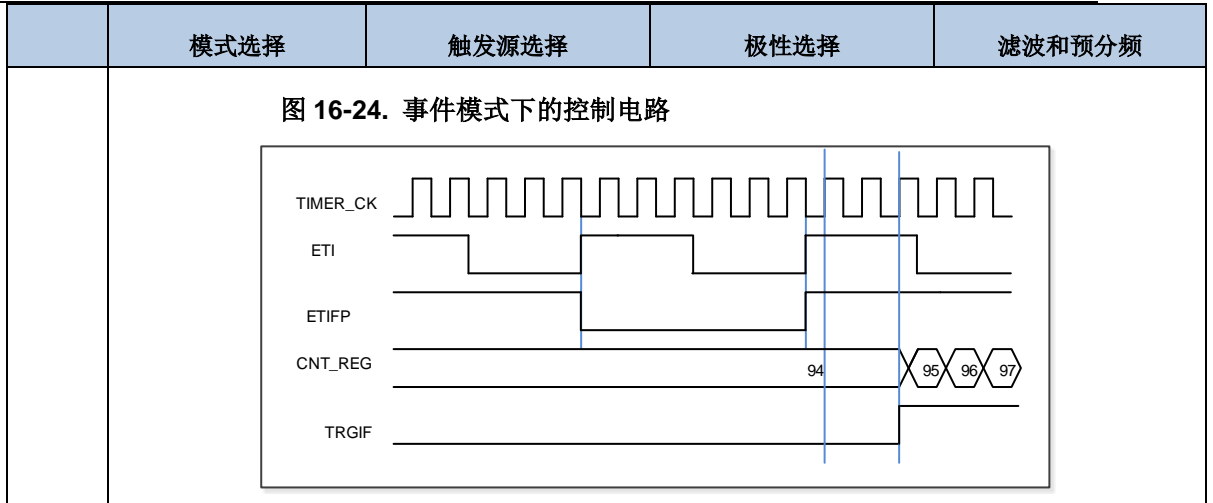 模式选择 触发源选择 极性选择 滤波和预分频
图 16-24. 事件模式下的控制电路
TIMER_CK
ETI
ETIFP
CNT_REG 94 95 96 97
TRGIF